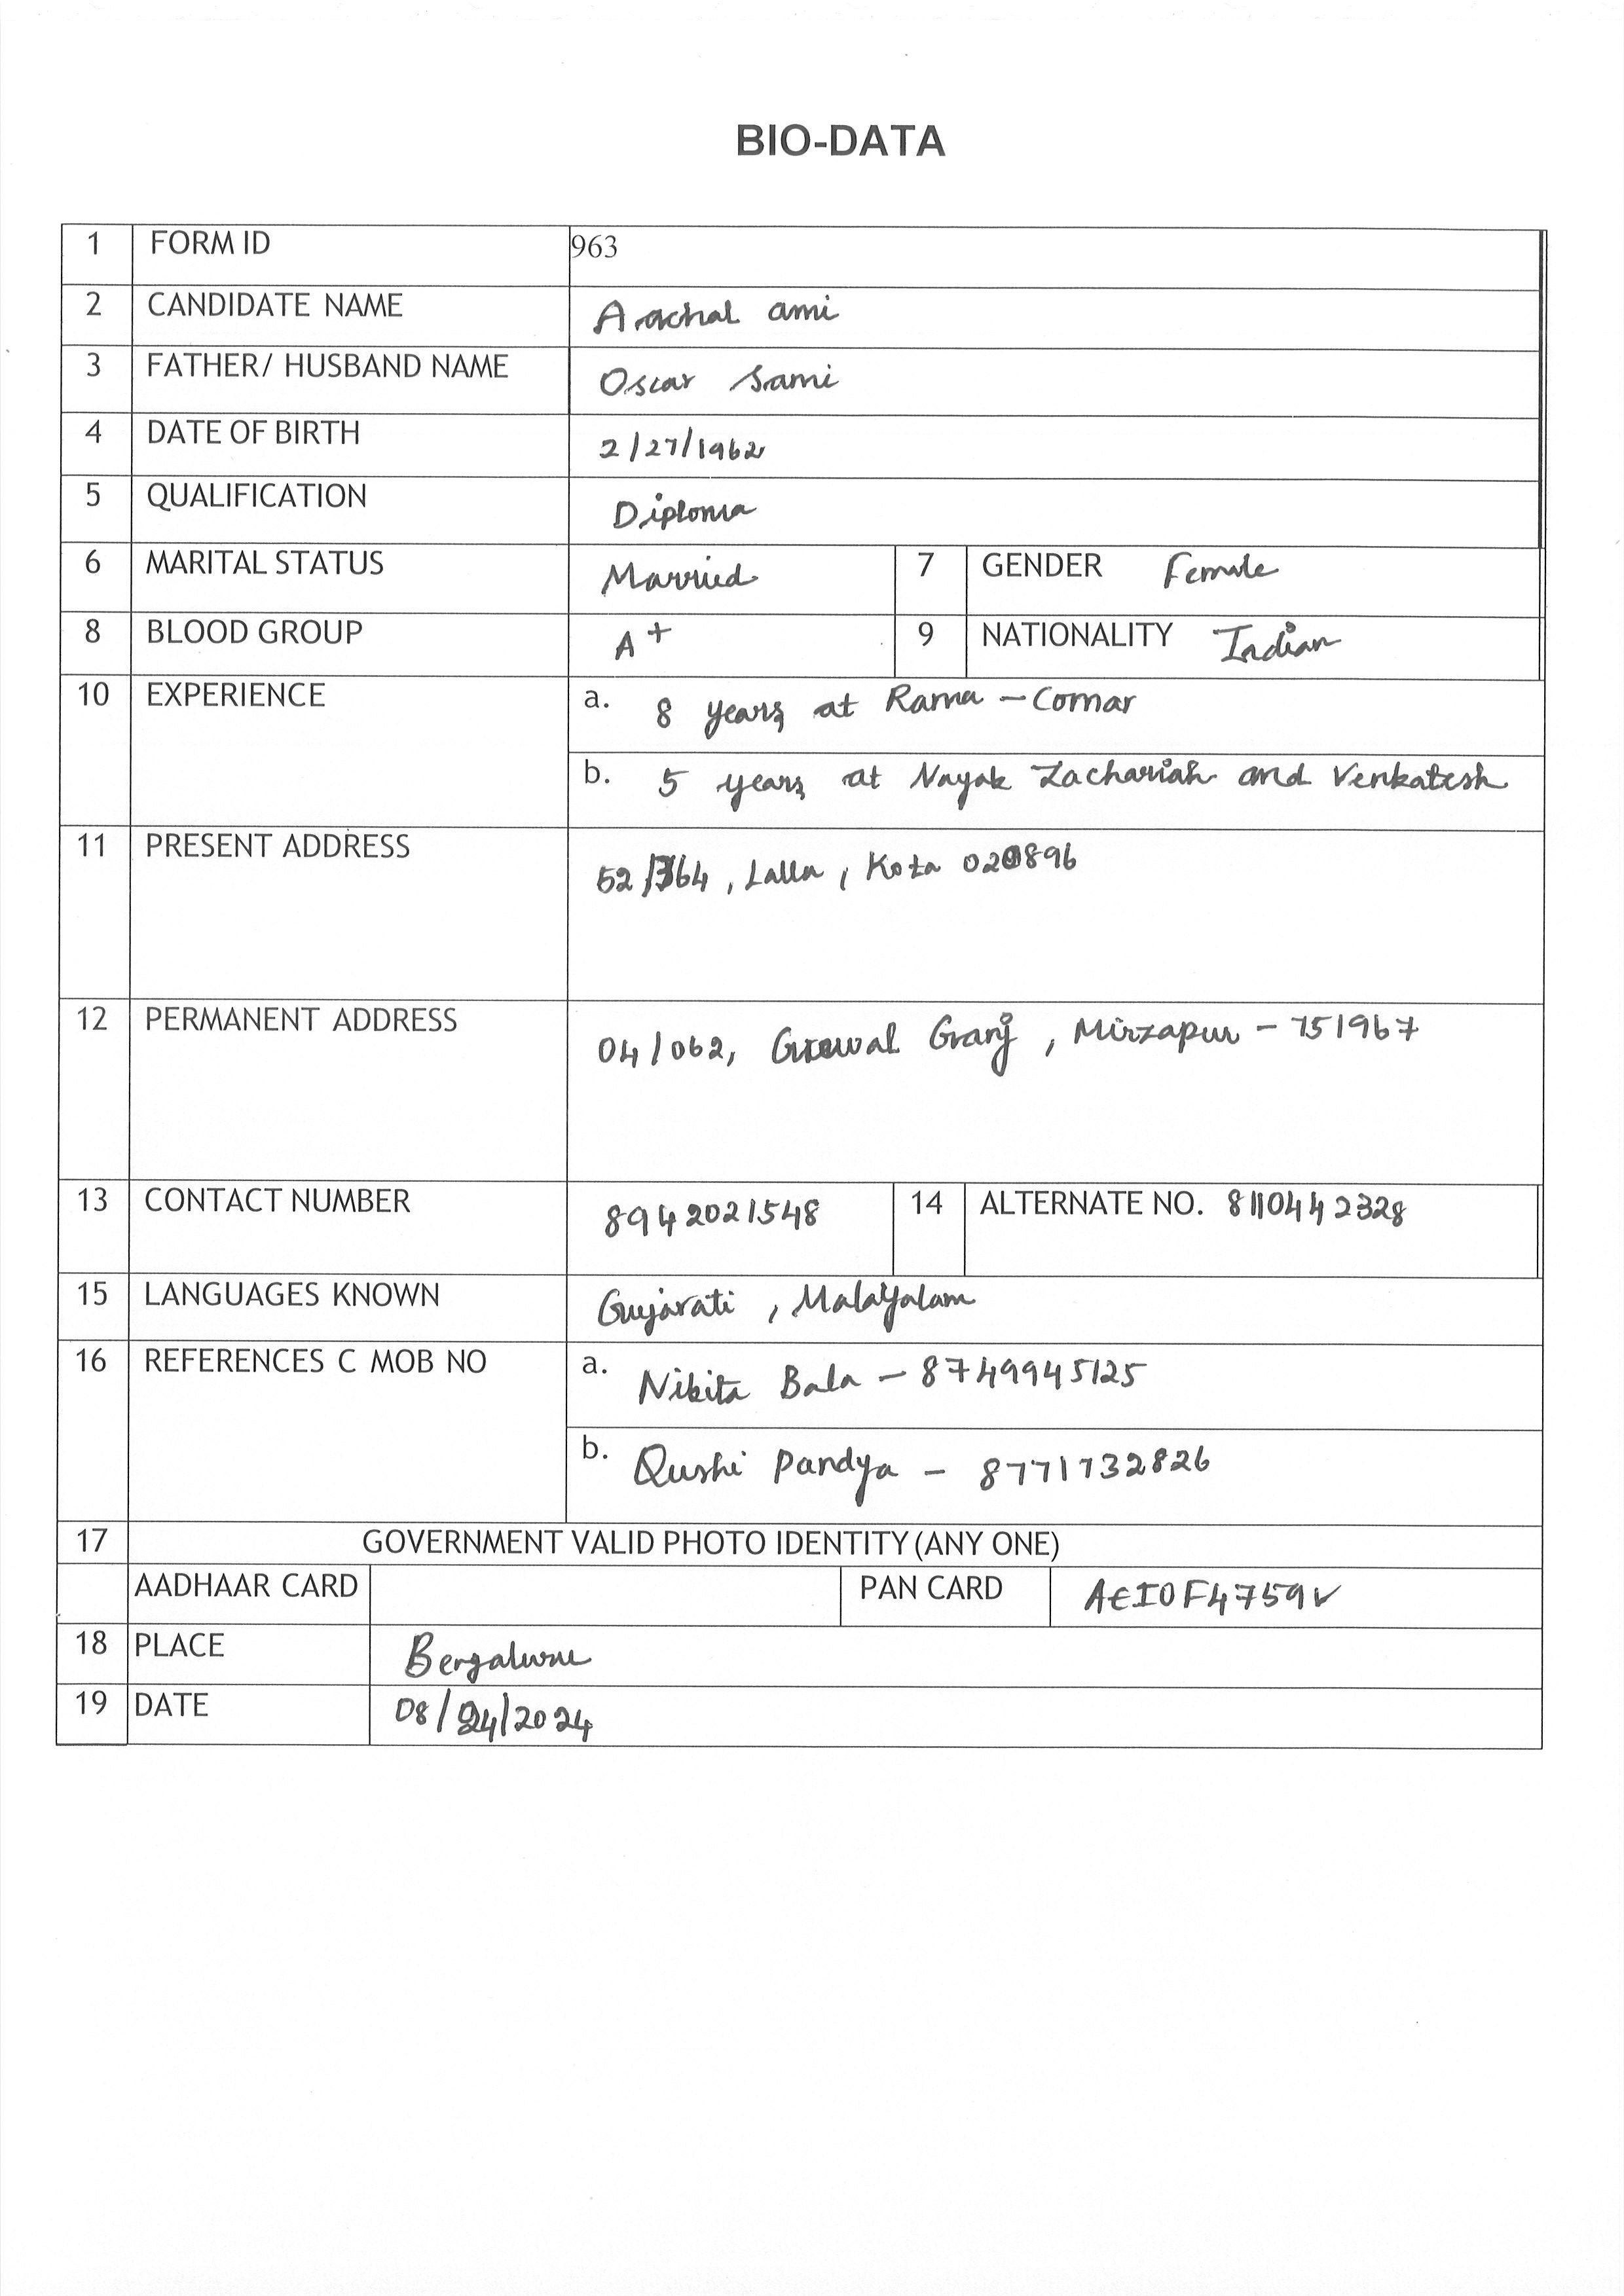 BIO-DATA
1 FORM ID 963
2 CANDIDATE NAME ami
3 FATHER/ HUSBAND NAME Oscar Sami
4 DATE OF BIRTH 2/27/1962
5 QUALIFICATION Diploma
6 MARITAL STATUS Married 7 GENDER Female
8 BLOOD GROUP A+ 9 NATIONALITY Indian
10 EXPERIENCE a. 8 years at Rama - Comar
b. 5 years at Nayak Zachariah and Venkatesh
11 PRESENT ADDRESS 52/364, Lalla, Kota 020896
12 PERMANENT ADDRESS 04/062, Ganj, Mirzapur - 751967
13 CONTACT NUMBER 8942021548 14 ALTERNATE NO. 8110442328
15 LANGUAGES KNOWN Gujarati, Malayalam
16 REFERENCES C MOB NO a. Nikita Bala - 8749945125
b. Qushi Pandya - 8771732826
17 GOVERNMENT VALID PHOTO IDENTITY (ANY ONE)
AADHAAR CARD PAN CARD AEIOF4759V
18 PLACE
19 DATE 08/24/2024